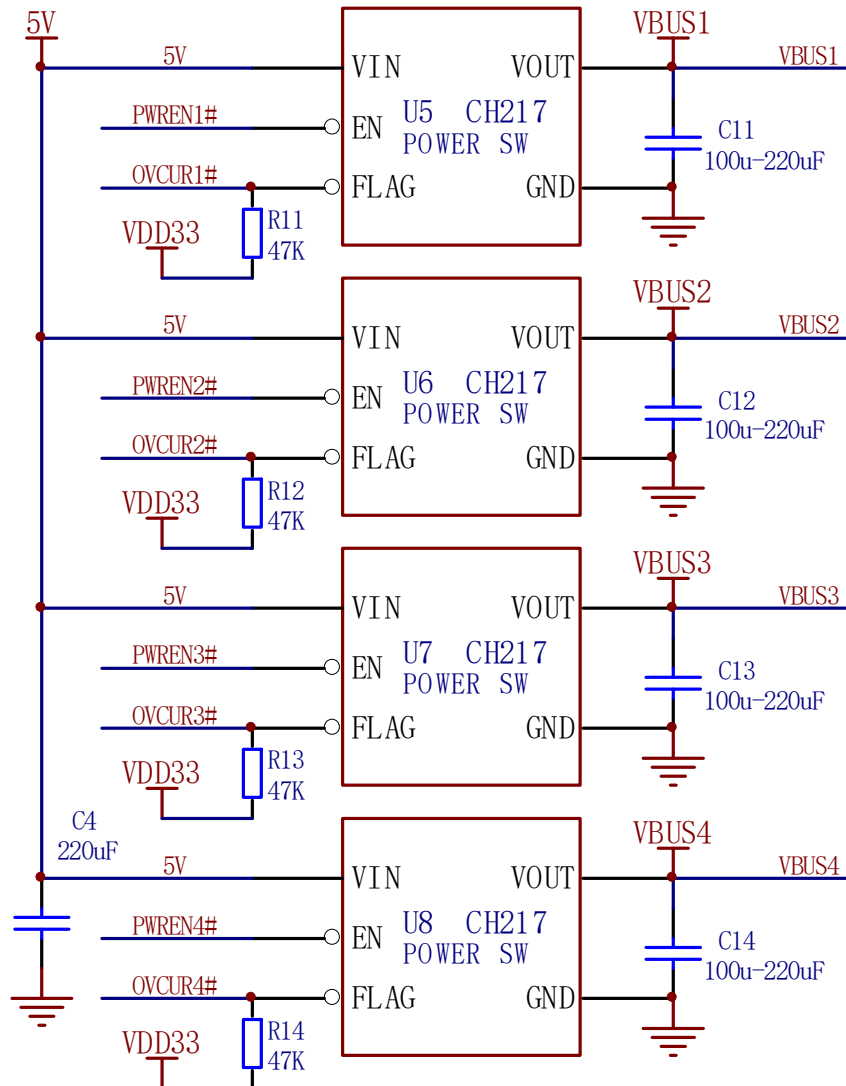 5V
VBUS1
5V
VIN
VOUT
VBUS1
PWREN1#
EN
U5 CH217
POWER SW
C11
100u-220uF
OVCUR1#
FLAG
GND
R11
47K
VDD33
VBUS2
5V
VIN
VOUT
VBUS2
PWREN2#
EN
U6 CH217
POWER SW
C12
100u-220uF
OVCUR2#
FLAG
GND
R12
47K
VDD33
VBUS3
5V
VIN
VOUT
VBUS3
PWREN3#
EN
U7 CH217
POWER SW
C13
100u-220uF
OVCUR3#
FLAG
GND
R13
47K
VDD33
C4
220uF
VBUS4
5V
VIN
VOUT
VBUS4
PWREN4#
EN
U8 CH217
POWER SW
C14
100u-220uF
OVCUR4#
FLAG
GND
R14
47K
VDD33